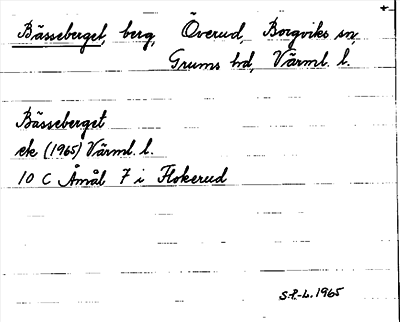 +
Bässeberget, berg, Överud, Borgviks sn,
Grums hd, Värml. l.
Bässeberget
ek (1965) Värml. l.
10 C Åmål 7 i Flokerud
S.P.-L. 1965